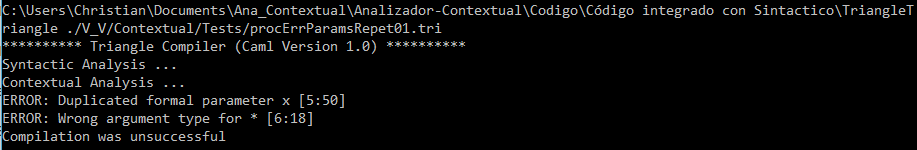 C:\Users\Christian\Documents\Ana_Contextual\Analizador-Contextual\Codigo\Código integrado con Sintactico\TriangleT
riangle ./V_V/Contextual/Tests/procErrParamsRepet01.tri
********** Triangle Compiler (Caml Version 1.0) **********
Syntactic Analysis ...
Contextual Analysis ...
ERROR: Duplicated formal parameter x [5:50]
ERROR: Wrong argument type for * [6:18]
Compilation was unsuccessful